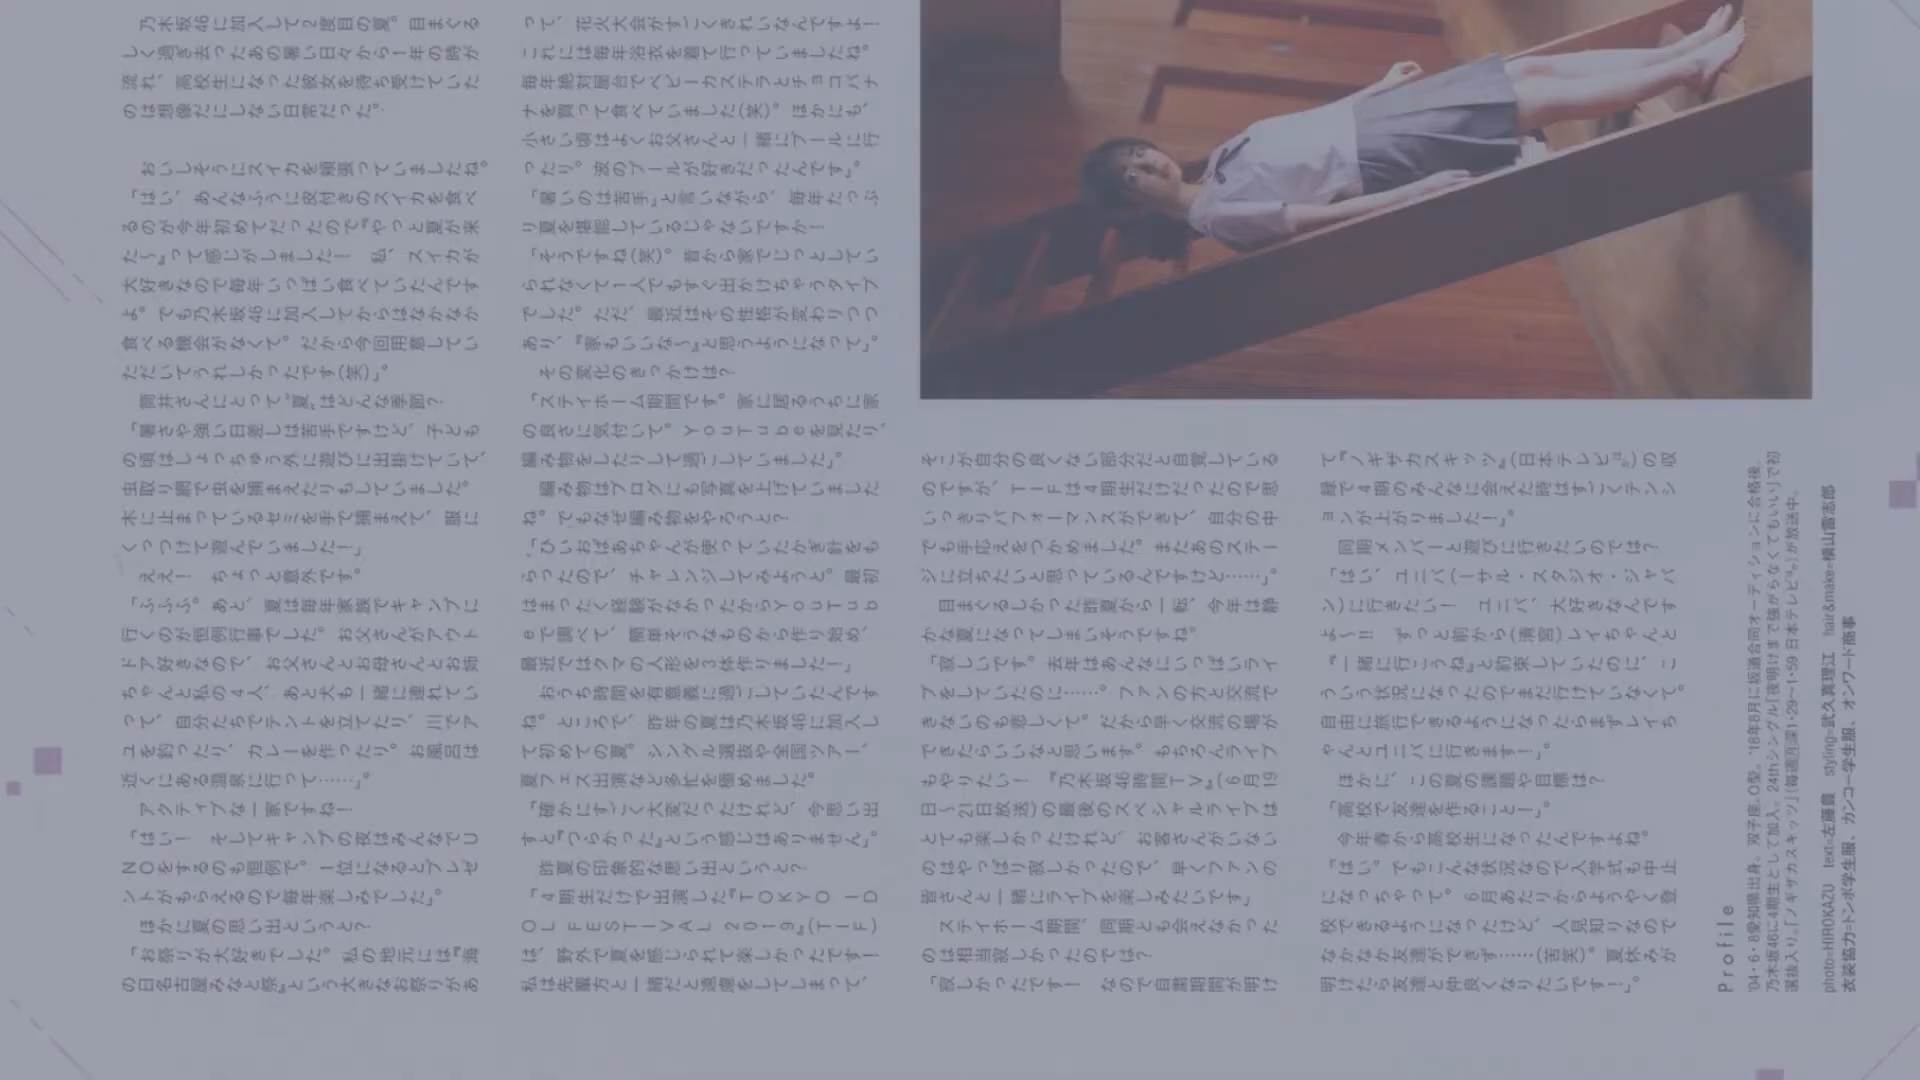 乃木坂46に加入して2度目の夏。目まぐる
しく過ぎ去ったあの暑い日々から1年の時が
流れ、高校生になった彼女を待ち受けていた
のは想像だにしない日常だった。
おいしそうにスイカを頬張っていましたね。
「はい、あんなふうに皮付きのスイカを食べ
るのが今年初めてだったので『やっと夏が来
た〜』って感じがしました! 私、スイカが
大好きなので毎年いっぱい食べていたんです
よ。でも乃木坂46に加入してからはなかなか
食べる機会がなくて。だから今回用意してい
ただいてうれしかったです(笑)」。
筒井さんにとって“夏”はどんな季節?
「暑さや強い日差しは苦手ですけど、子ども
の頃はしょっちゅう外に遊びに出掛けていて、
虫取り網で虫を捕まえたりもしていました。
木に止まっているセミを手で捕まえて、服に
くっつけて遊んでいました!」。
ええ! ちょっと意外です。
「ふふふ。あと、夏は毎年家族でキャンプに
行くのが恒例行事でした。お父さんがアウト
ドア好きなので、お父さんとお母さんとお姉
ちゃんと私の4人、あと犬も一緒に連れてい
って、自分たちでテントを立てたり、川でア
ユを釣ったり、カレーを作ったり。お風呂は
近くにある温泉に行って……」。
アクティブな一家ですね!
「はい! そしてキャンプの夜はみんなでU
NOをするのも恒例で。1位になるとプレゼ
ントがもらえるので毎年楽しみでした」。
ほかに夏の思い出というと?
「お祭りが大好きでした。私の地元には『海
の日名古屋みなと祭』という大きなお祭りがあ
って、花火大会がすごくきれいなんですよ!
これには毎年浴衣を着て行っていましたね。
毎年絶対屋台でベビーカステラとチョコバナ
ナを買って食べていました(笑)。ほかにも、
小さい頃はよくお父さんと一緒にプールに行
ったり。波のプールが好きだったんです」。
「暑いのは苦手」と言いながら、毎年たっぷ
り夏を堪能しているじゃないですか!
「そうですね(笑)。昔から家でじっとしてい
られなくて1人でもすぐ出かけちゃうタイプ
でした。ただ、最近はその性格が変わりつつ
あり、『家もいいな〜』と思うようになって」。
その変化のきっかけは?
「ステイホーム期間です。家に居るうちに家
の良さに気付いて。YouTubeを見たり、
編み物をしたりして過ごしていました」。
編み物はブログにも写真を上げていました
ね。でもなぜ編み物をやろうと?
「ひいおばあちゃんが使っていたかぎ針をも
らったので、チャレンジしてみようと。最初
はまったく経験がなかったからYouTub
eで調べて、簡単そうなものから作り始め、
最近ではクマの人形を3体作りました!」。
おうち時間を有意義に過ごしていたんです
ね。ところで、昨年の夏は乃木坂46に加入し
て初めての夏。シングル選抜や全国ツアー、
夏フェス出演など多忙を極めました。
「確かにすごく大変だったけれど、今思い出
すと『つらかった』という感じはありません」。
昨夏の印象的な思い出というと?
「4期生だけで出演した『TOKYO ID
OL FESTIVAL 2019』(TIF)
は、野外で夏を感じられて楽しかったです!
私は先輩方と一緒だと遠慮をしてしまって、
そこが自分の良くない部分だと自覚している
のですが、TIFは4期生だけだったので思
いっきりパフォーマンスができて、自分の中
でも手応えをつかめました。またあのステー
ジに立ちたいと思っているんですけど……」。
目まぐるしかった昨夏から一転、今年は静
かな夏になってしまいそうですね。
「寂しいです。去年はあんなにいっぱいライ
ブをしていたのに……。ファンの方と交流で
きないのも悲しくて。だから早く交流の場が
できたらいいなと思います。もちろんライブ
もやりたい! 『乃木坂46時間TV』(6月19
日〜21日放送)の最後のスペシャルライブは
とても楽しかったけれど、お客さんがいない
のはやっぱり寂しかったので、早くファンの
皆さんと一緒にライブを楽しみたいです」。
ステイホーム期間、同期とも会えなかった
のは相当寂しかったのでは?
「寂しかったです! なので自粛期間が明け
て『ノギザカスキッツ』(日本テレビほか)の収
録で4期のみんなに会えた時はすごくテンシ
ョンが上がりました!」。
同期メンバーと遊びに行きたいのでは?
「はい、ユニバ(ーサル・スタジオ・ジャパ
ン)に行きたい! ユニバ、大好きなんです
よ〜!! ずっと前から(清宮)レイちゃんと
『一緒に行こうね』と約束していたのに、こ
ういう状況になったのでまだ行けていなくて。
自由に旅行できるようになったらまずレイち
ゃんとユニバに行きます!」。
ほかに、この夏の課題や目標は?
「高校で友達を作ること!」。
今年春から高校生になったんですよね。
「はい。でもこんな状況なので入学式も中止
になっちゃって。6月あたりからようやく登
校できるようになったけど、人見知りなので
なかなか友達ができず……(苦笑)。夏休みが
明けたら友達と仲良くなりたいです!」。
Profile
'04・6・8愛知県出身。双子座。O型。'18年8月に坂道合同オーディションに合格後、
乃木坂46に4期生として加入。24thシングル「夜明けまで強がらなくてもいい」で初
選抜入り。「ノギザカスキッツ」(毎週月深1・29〜1・59 日本テレビほか)が放送中。
photo=HIROKAZU text=左藤豊 styling=武久真理江 hair&make=横山雷志郎
衣装協力=トンボ学生服、カンコー学生服、オンワード商事